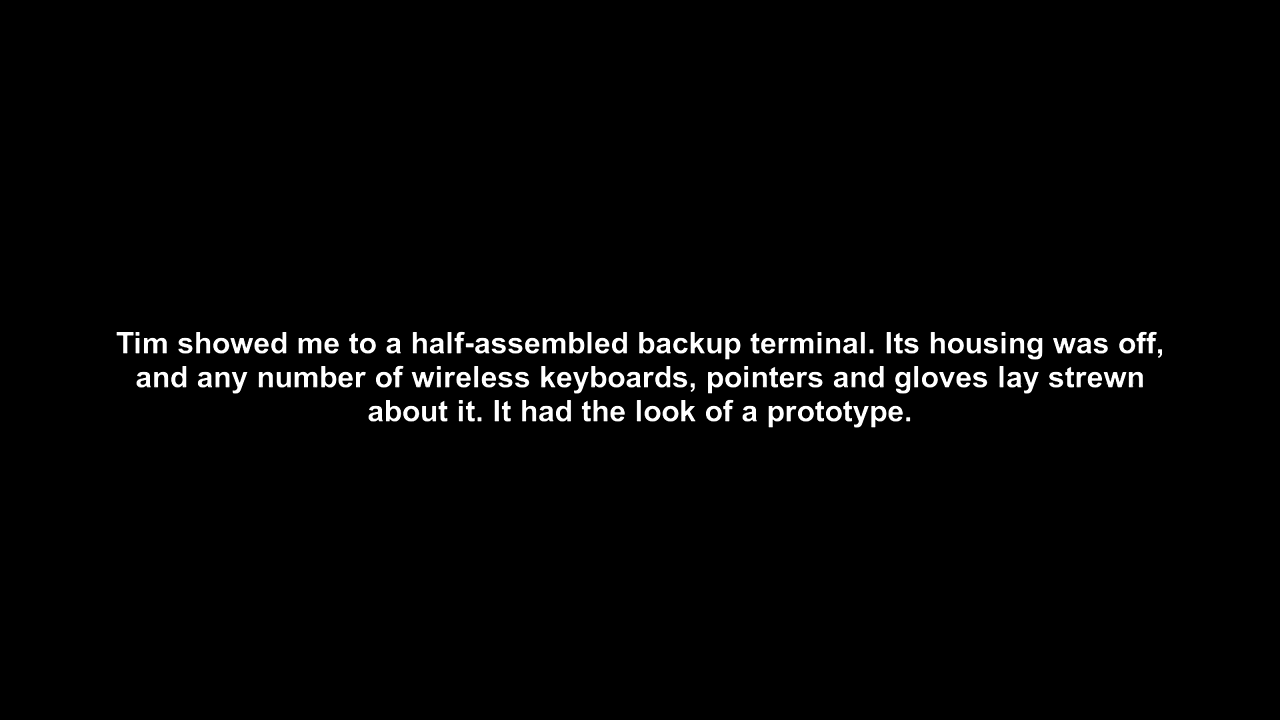 Tim showed me to a half-assembled backup terminal. Its housing was off,
and any number of wireless keyboards, pointers and gloves lay strewn
about it. It had the look of a prototype.